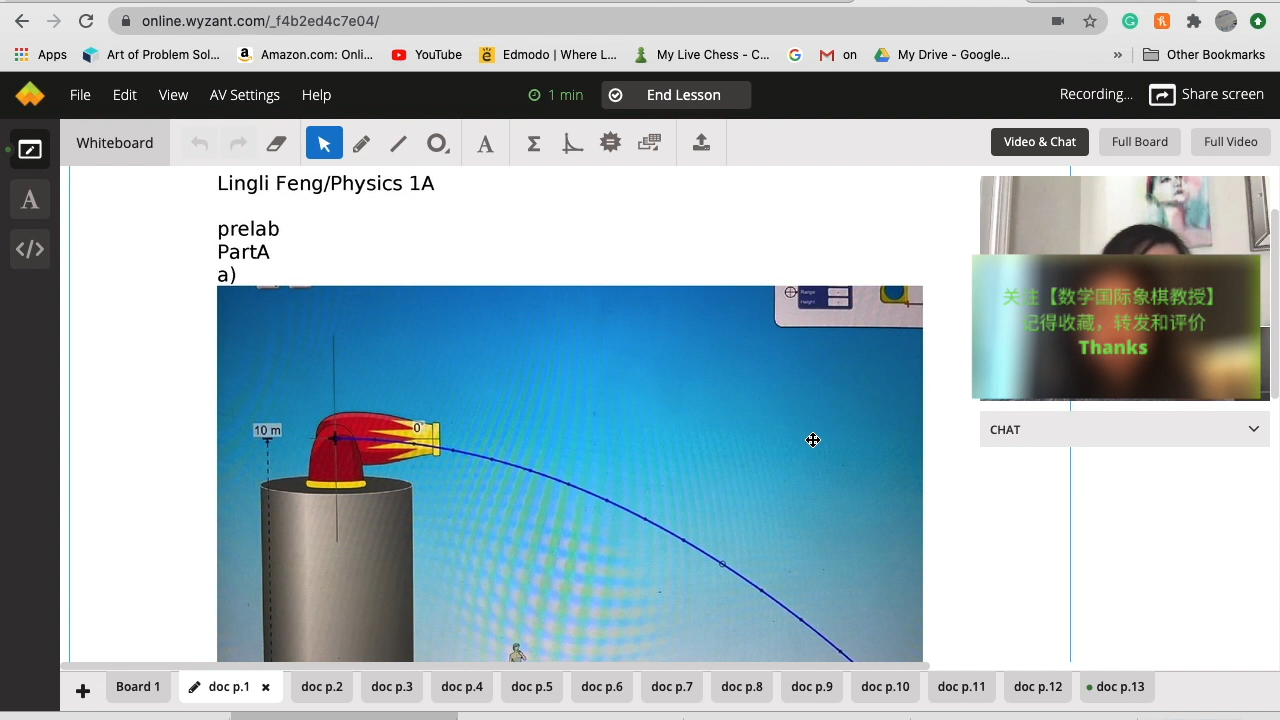 online.wyzant.com/_f4b2ed4c7e04/
Apps
Art of Problem Sol...
Amazon.com: Onli...
YouTube
Edmodo | Where L...
My Live Chess - C...
on
My Drive - Google...
»
Other Bookmarks
File
Edit
View
AV Settings
Help
1 min
End Lesson
Recording...
Share screen
Whiteboard
A
Σ
Video & Chat
Full Board
Full Video
A
</>
Lingli Feng/Physics 1A
prelab
PartA
a)
Range
Height
10 m
0°
关注【数学国际象棋教授】
记得收藏，转发和评价
Thanks
CHAT
Board 1
doc p.1
doc p.2
doc p.3
doc p.4
doc p.5
doc p.6
doc p.7
doc p.8
doc p.9
doc p.10
doc p.11
doc p.12
doc p.13